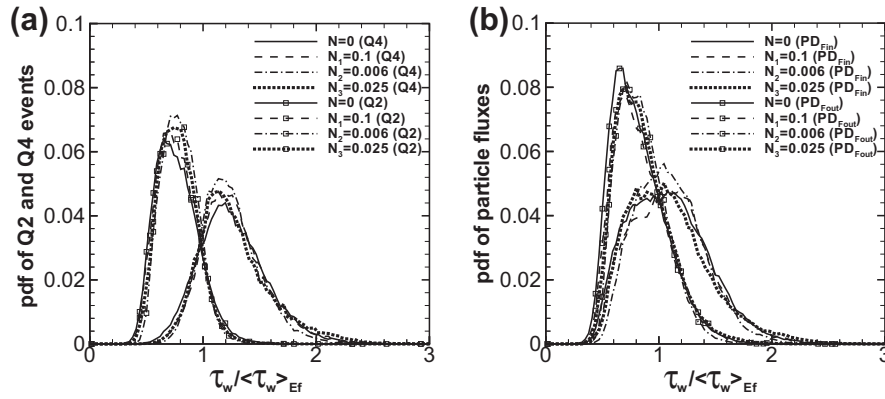 (a)
0.1
0.08
0.06
0.04
0.02
0
0 1 2 3
pdf of Q2 and Q4 events
τw/<τw>Ef
N=0 (Q4)
N1=0.1 (Q4)
N2=0.006 (Q4)
N3=0.025 (Q4)
N=0 (Q2)
N1=0.1 (Q2)
N2=0.006 (Q2)
N3=0.025 (Q2)
(b)
0.1
0.08
0.06
0.04
0.02
0
0 1 2 3
pdf of particle fluxes
τw/<τw>Ef
N=0 (PDFin)
N1=0.1 (PDFin)
N2=0.006 (PDFin)
N3=0.025 (PDFin)
N=0 (PDFout)
N1=0.1 (PDFout)
N2=0.006 (PDFout)
N3=0.025 (PDFout)